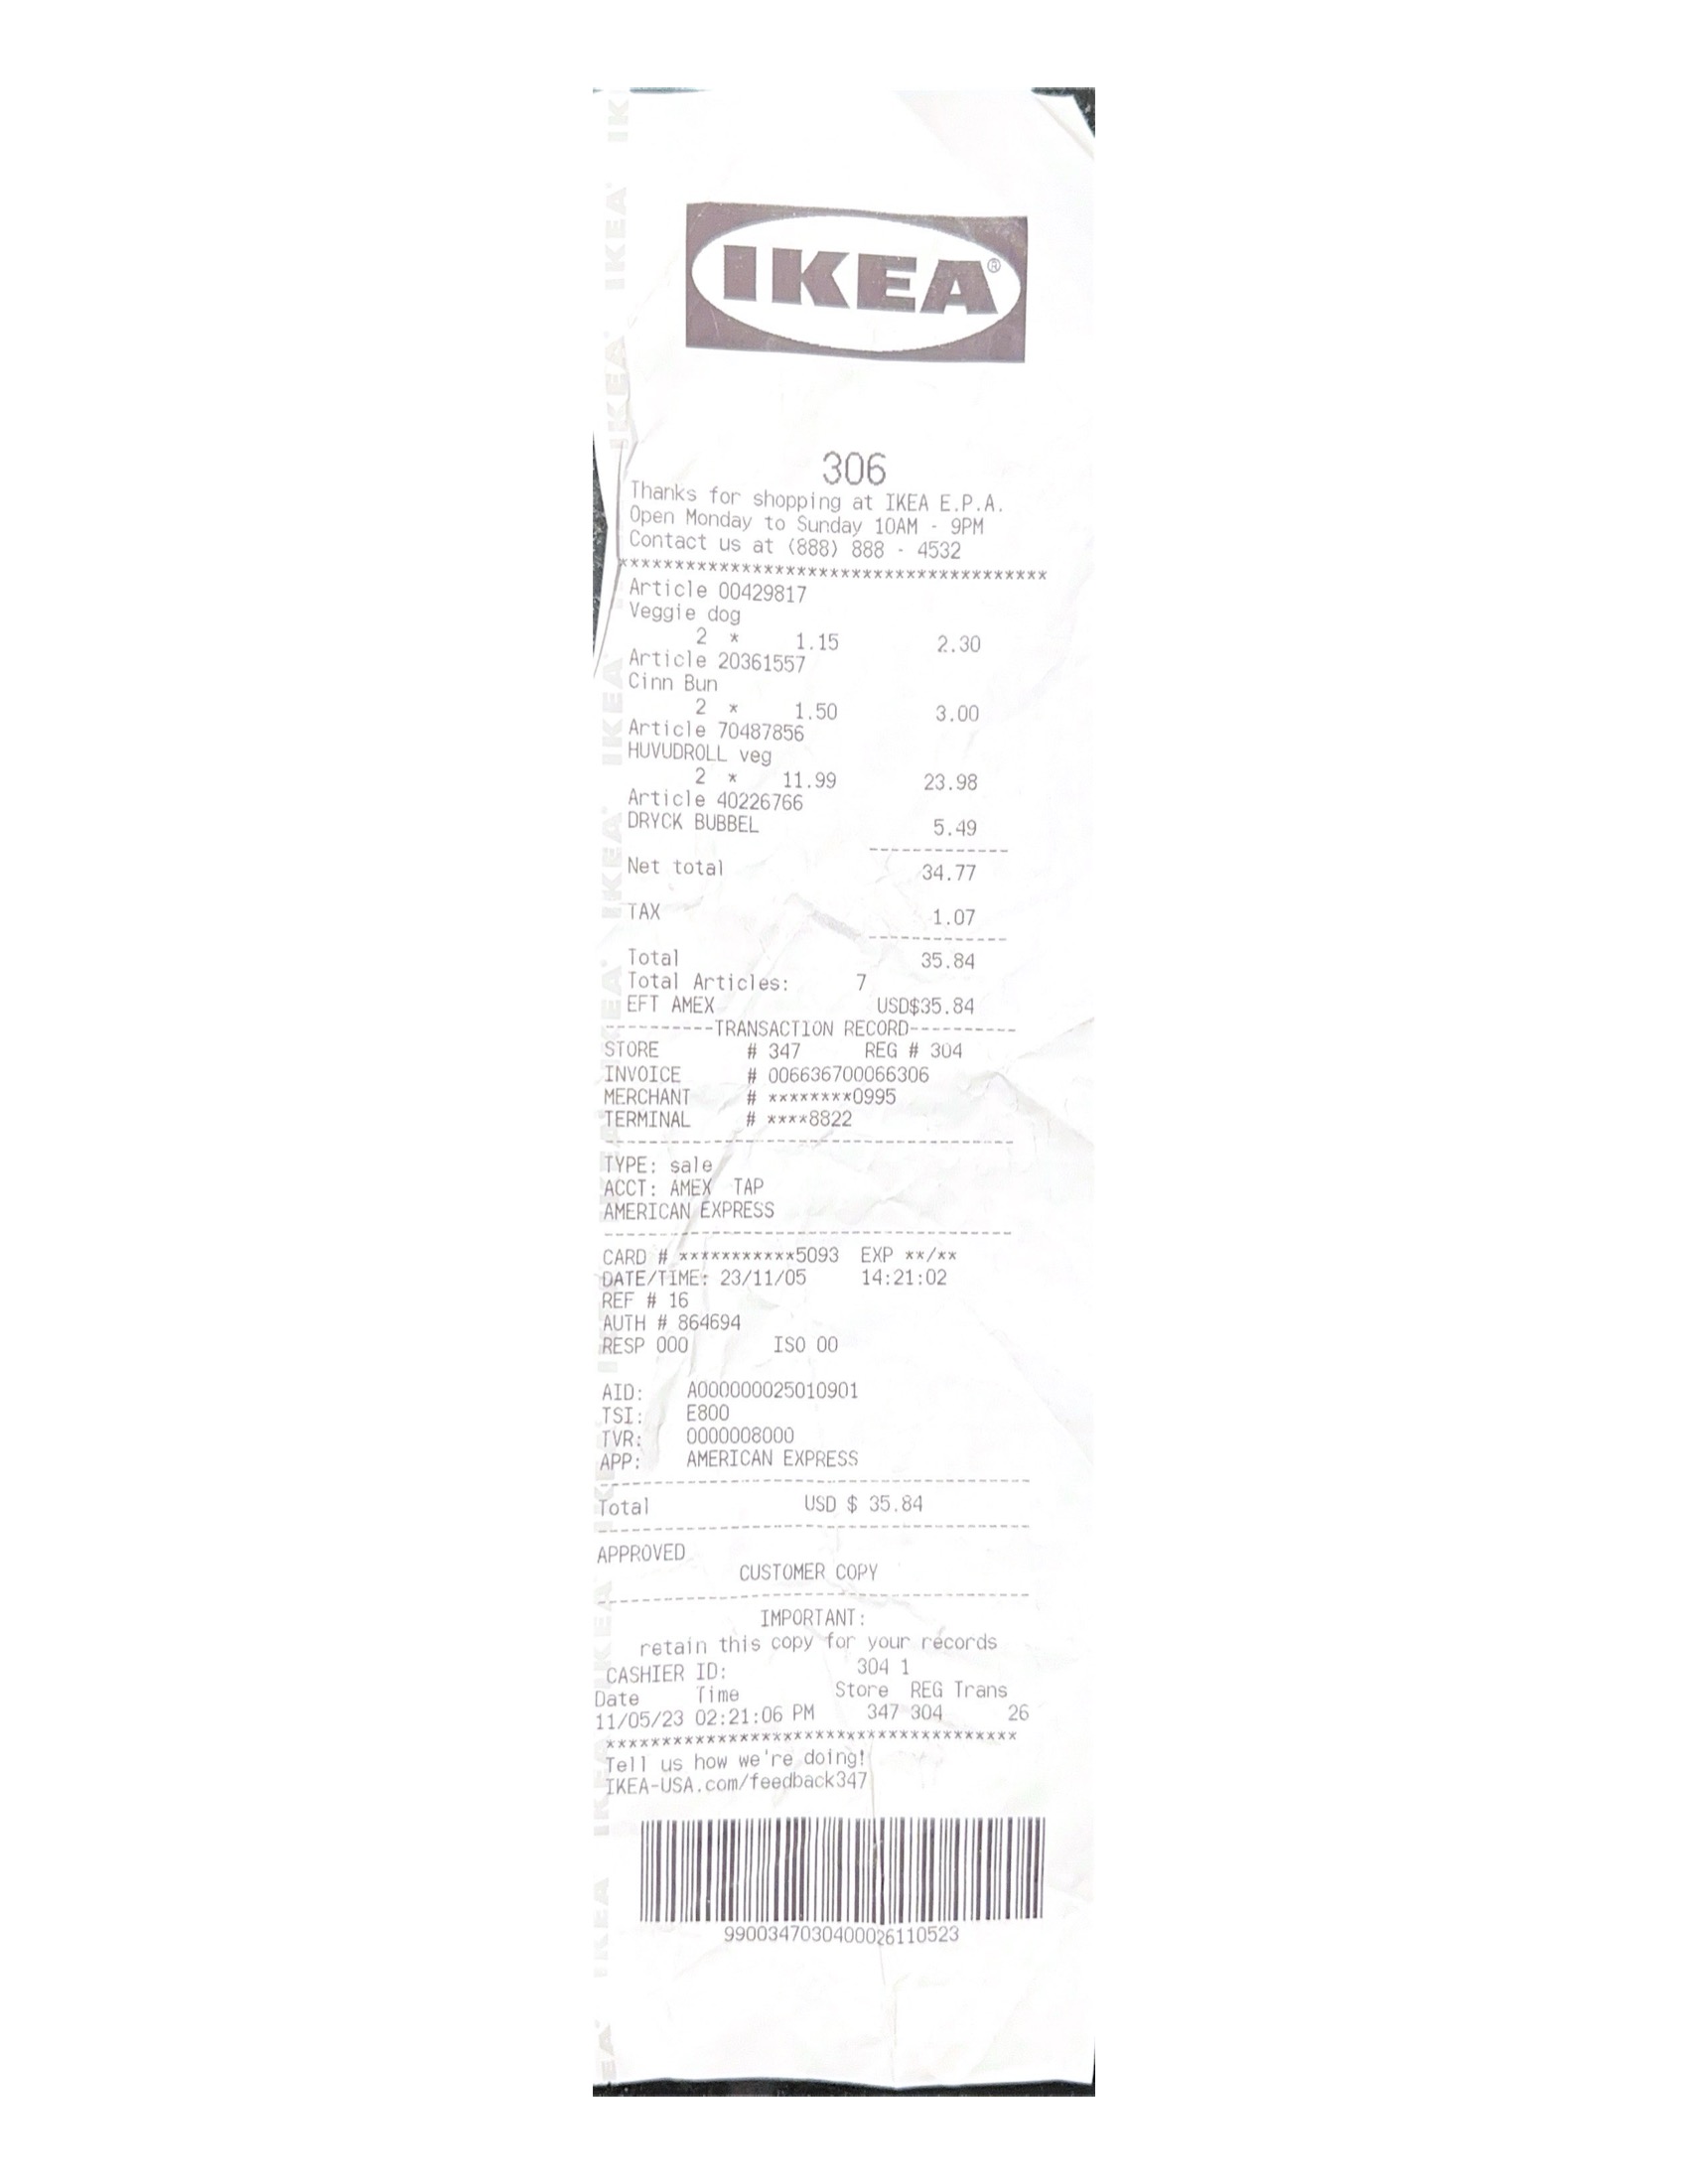 IKEA®
306
Thanks for shopping at IKEA E.P.A.
Open Monday to Sunday 10AM - 9PM
Contact us at (888) 888 - 4532
**************************************
Article 00429817
Veggie dog
2 * 1.15 2.30
Article 20361557
Cinn Bun
2 * 1.50 3.00
Article 70487856
HUVUDROLL veg
2 * 11.99 23.98
Article 40226766
DRYCK BUBBEL 5.49
-------------
Net total 34.77
TAX 1.07
-------------
Total 35.84
Total Articles: 7
EFT AMEX USD$35.84
----------TRANSACTION RECORD----------
STORE # 347 REG # 304
INVOICE # 006636700066306
MERCHANT # ********0995
TERMINAL # ****8822
--------------------------------------
TYPE: sale
ACCT: AMEX TAP
AMERICAN EXPRESS
--------------------------------------
CARD # ***********5093 EXP **/**
DATE/TIME: 23/11/05 14:21:02
REF # 16
AUTH # 864694
RESP 000 ISO 00
AID: A000000025010901
TSI: E800
TVR: 0000008000
APP: AMERICAN EXPRESS
----------------------------------------
Total USD $ 35.84
----------------------------------------
APPROVED
CUSTOMER COPY
----------------------------------------
IMPORTANT:
retain this copy for your records
CASHIER ID: 304 1
Date Time Store REG Trans
11/05/23 02:21:06 PM 347 304 26
**************************************
Tell us how we're doing!
IKEA-USA.com/feedback347
9900347030400026110523